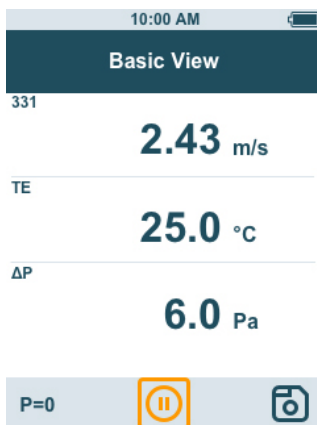 10:00 AM
Basic View
331
2.43 m/s
TE
25.0 °C
ΔP
6.0 Pa
P=0